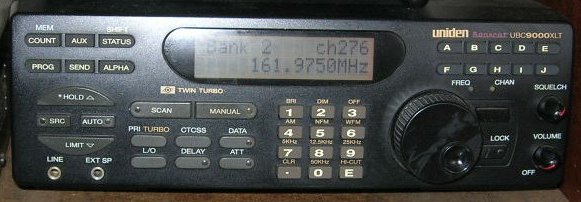 MEM SHIFT
COUNT AUX STATUS
PROG SEND ALPHA
Bank 2 ch276
161.9750MHz
uniden Bearcat UBC9000XLT
A B C D E
F G H I J
TWIN TURBO
HOLD
SRC AUTO
LIMIT
LINE EXT SP
SCAN MANUAL
PRI TURBO CTCSS DATA
L/O DELAY ATT
BRI DIM OFF
1 2 3
AM NFM WFM
4 5 6
5KHz 12.5KHz 25KHz
7 8 9
CLR 50KHz HI-CUT
· 0 E
FREQ CHAN
LOCK
SQUELCH
VOLUME
OFF